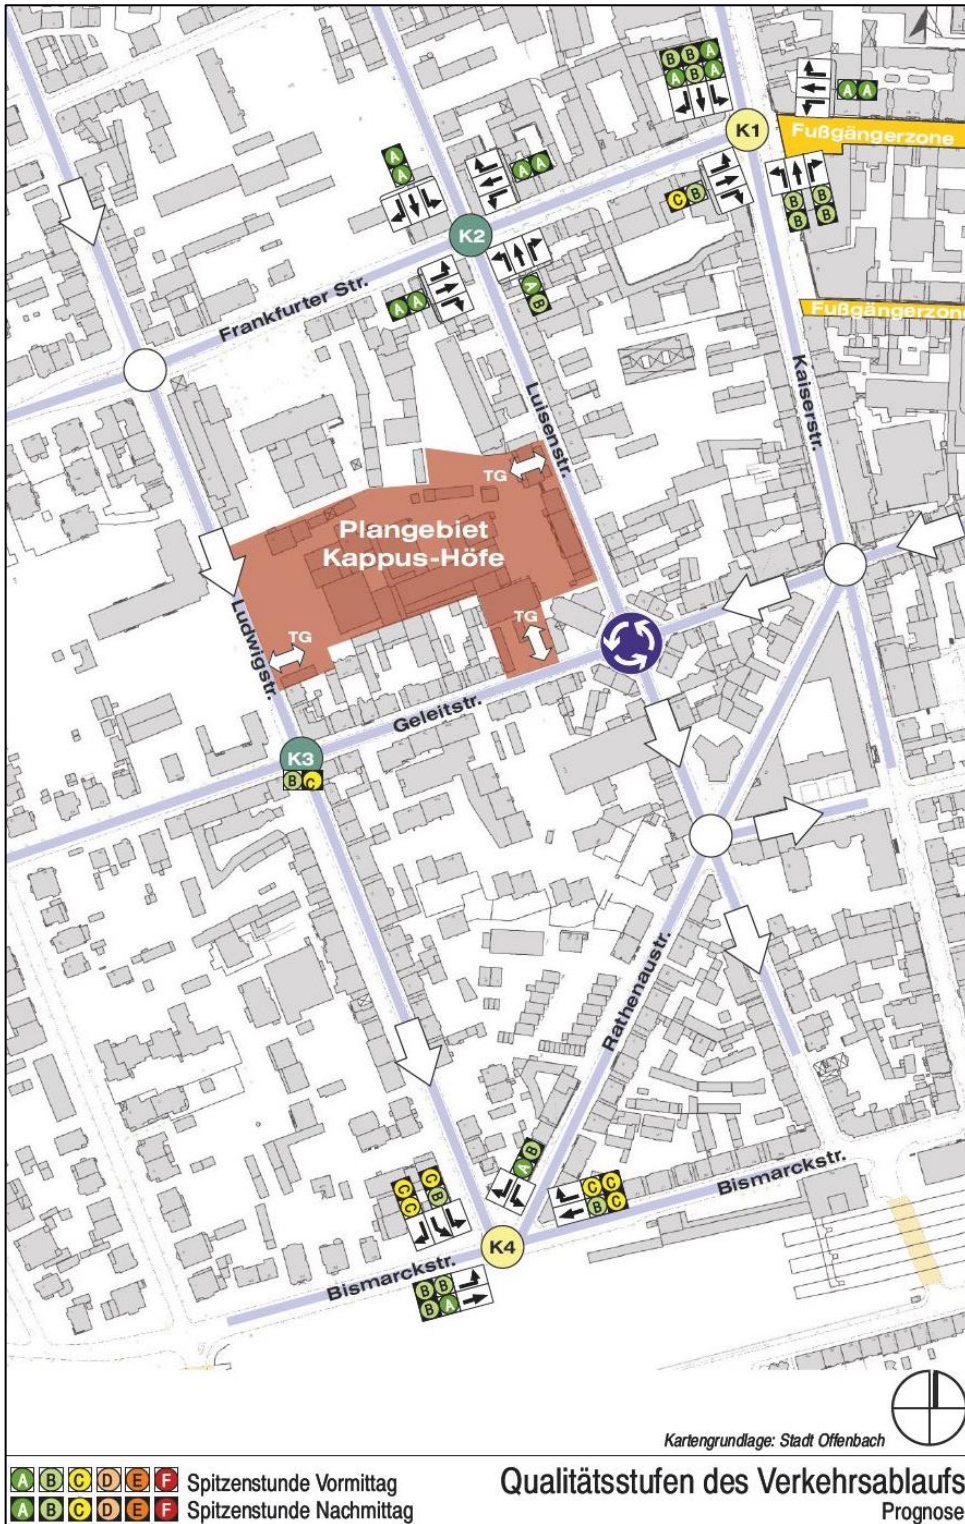 B B A
A B A
A A
K1
Fußgängerzone
A
A
A A
C B
B B
B B
K2
A A
A
B
Frankfurter Str.
Fußgängerzone
Luisenstr.
Kaiserstr.
TG
Plangebiet
Kappus-Höfe
Ludwigstr.
TG
TG
Geleitstr.
K3
B C
Rathenaustr.
A B
C C
C B
C C
B C
Bismarckstr.
K4
Bismarckstr.
B B
B A
Kartengrundlage: Stadt Offenbach
A B C D E F Spitzenstunde Vormittag
A B C D E F Spitzenstunde Nachmittag
Qualitätsstufen des Verkehrsablaufs
Prognose